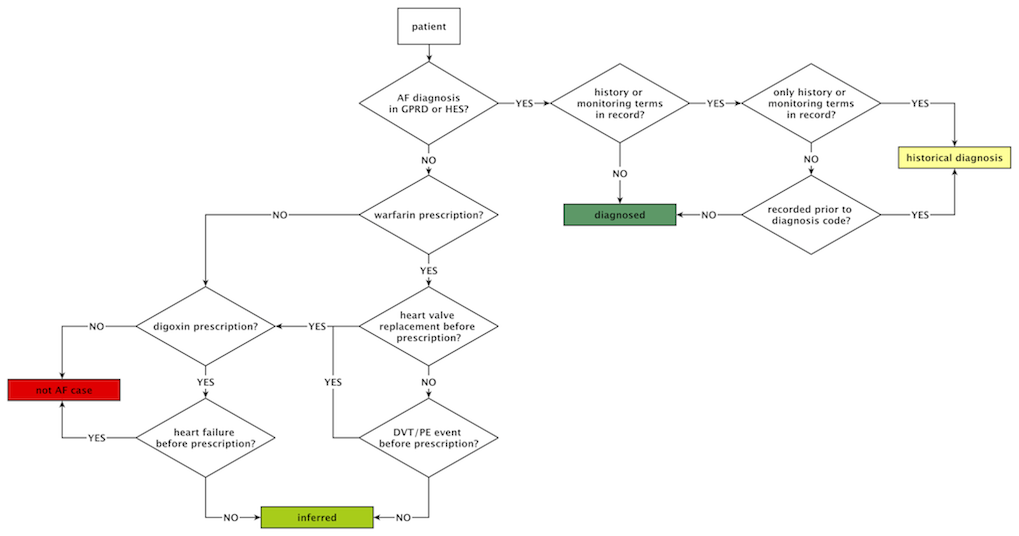 patient
AF diagnosis
in GPRD or HES?
YES
history or
monitoring terms
in record?
YES
only history or
monitoring terms
in record?
YES
NO
NO
NO
historical diagnosis
warfarin prescription?
NO
diagnosed
NO
recorded prior to
diagnosis code?
YES
YES
digoxin prescription?
NO
YES
heart valve
replacement before
prescription?
YES
YES
NO
not AF case
heart failure
before prescription?
YES
DVT/PE event
before prescription?
NO
inferred
NO